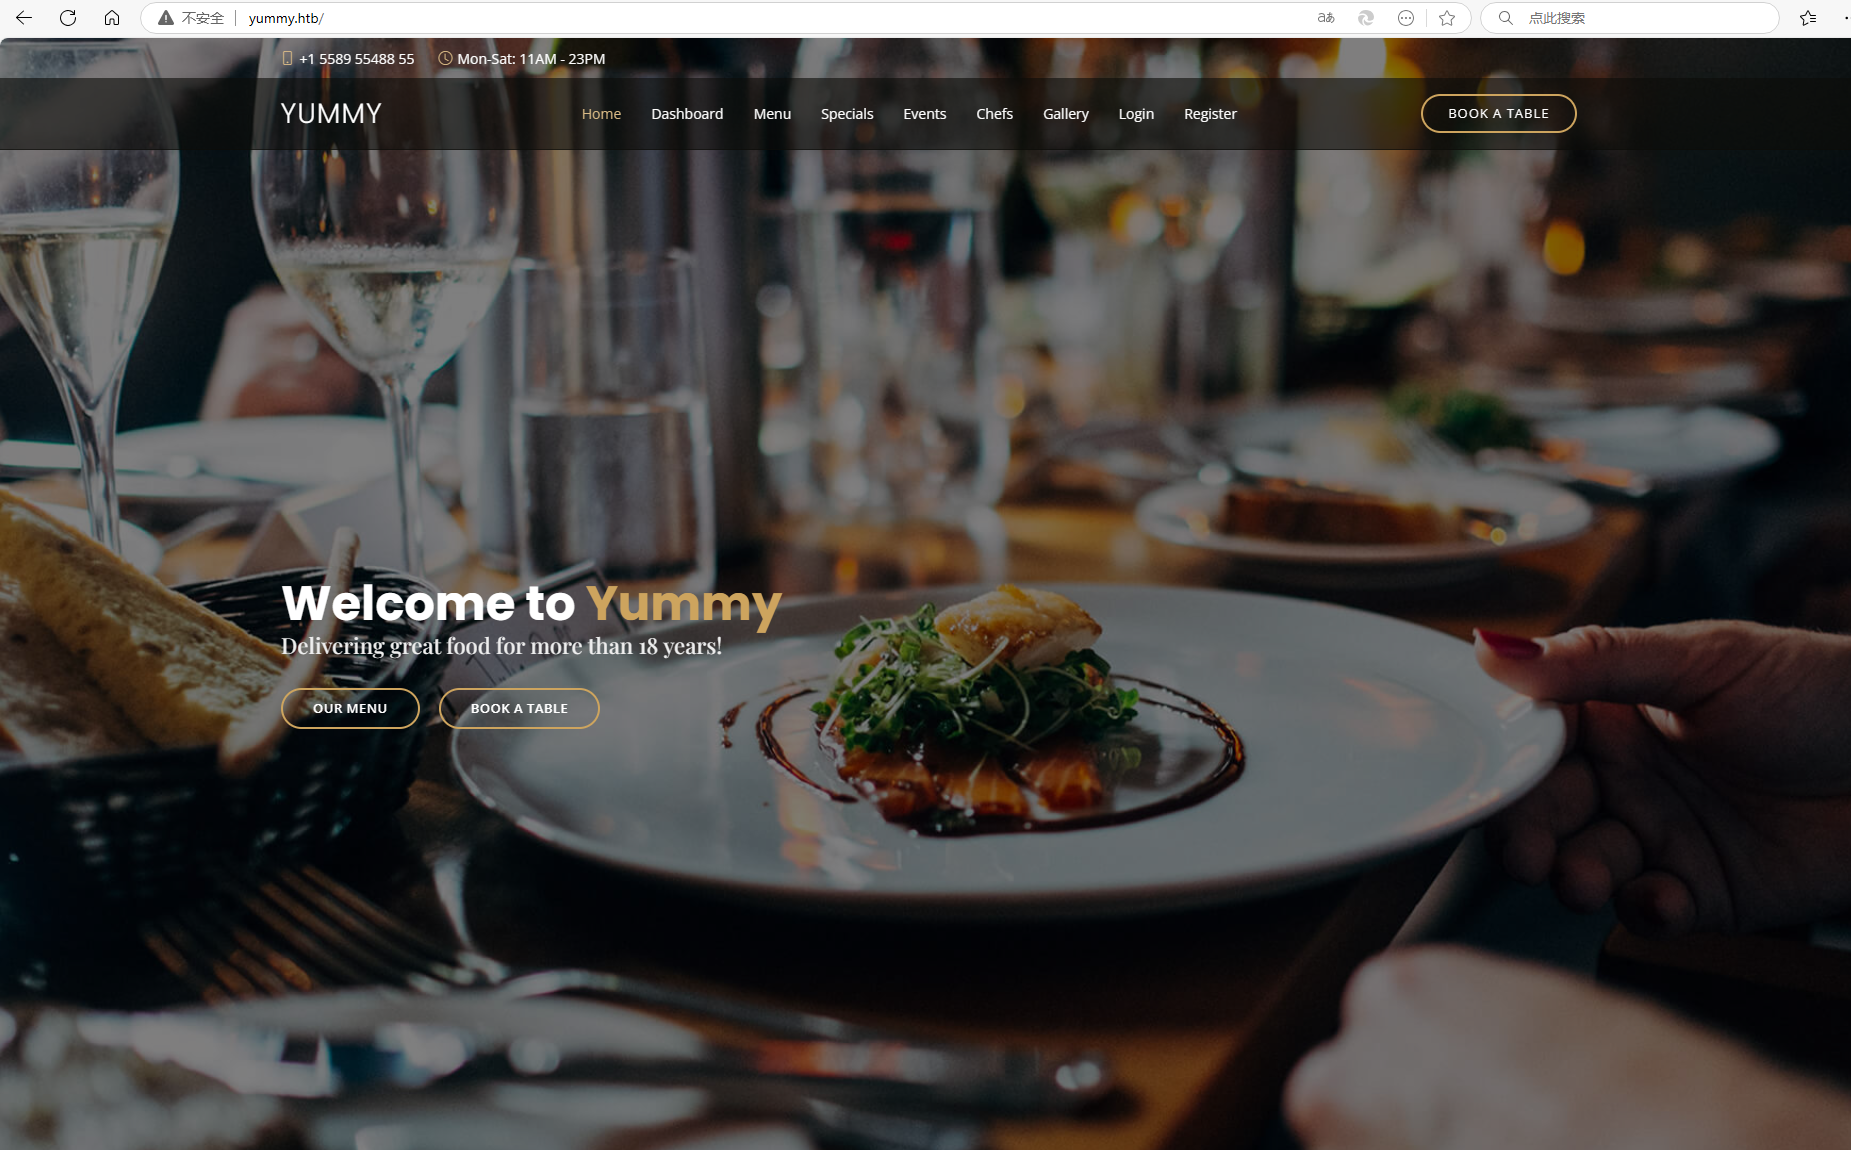 不安全 yummy.htb/ aあ 点此搜索
+1 5589 55488 55 Mon-Sat: 11AM - 23PM
YUMMY Home Dashboard Menu Specials Events Chefs Gallery Login Register BOOK A TABLE
Welcome to Yummy
Delivering great food for more than 18 years!
OUR MENU BOOK A TABLE